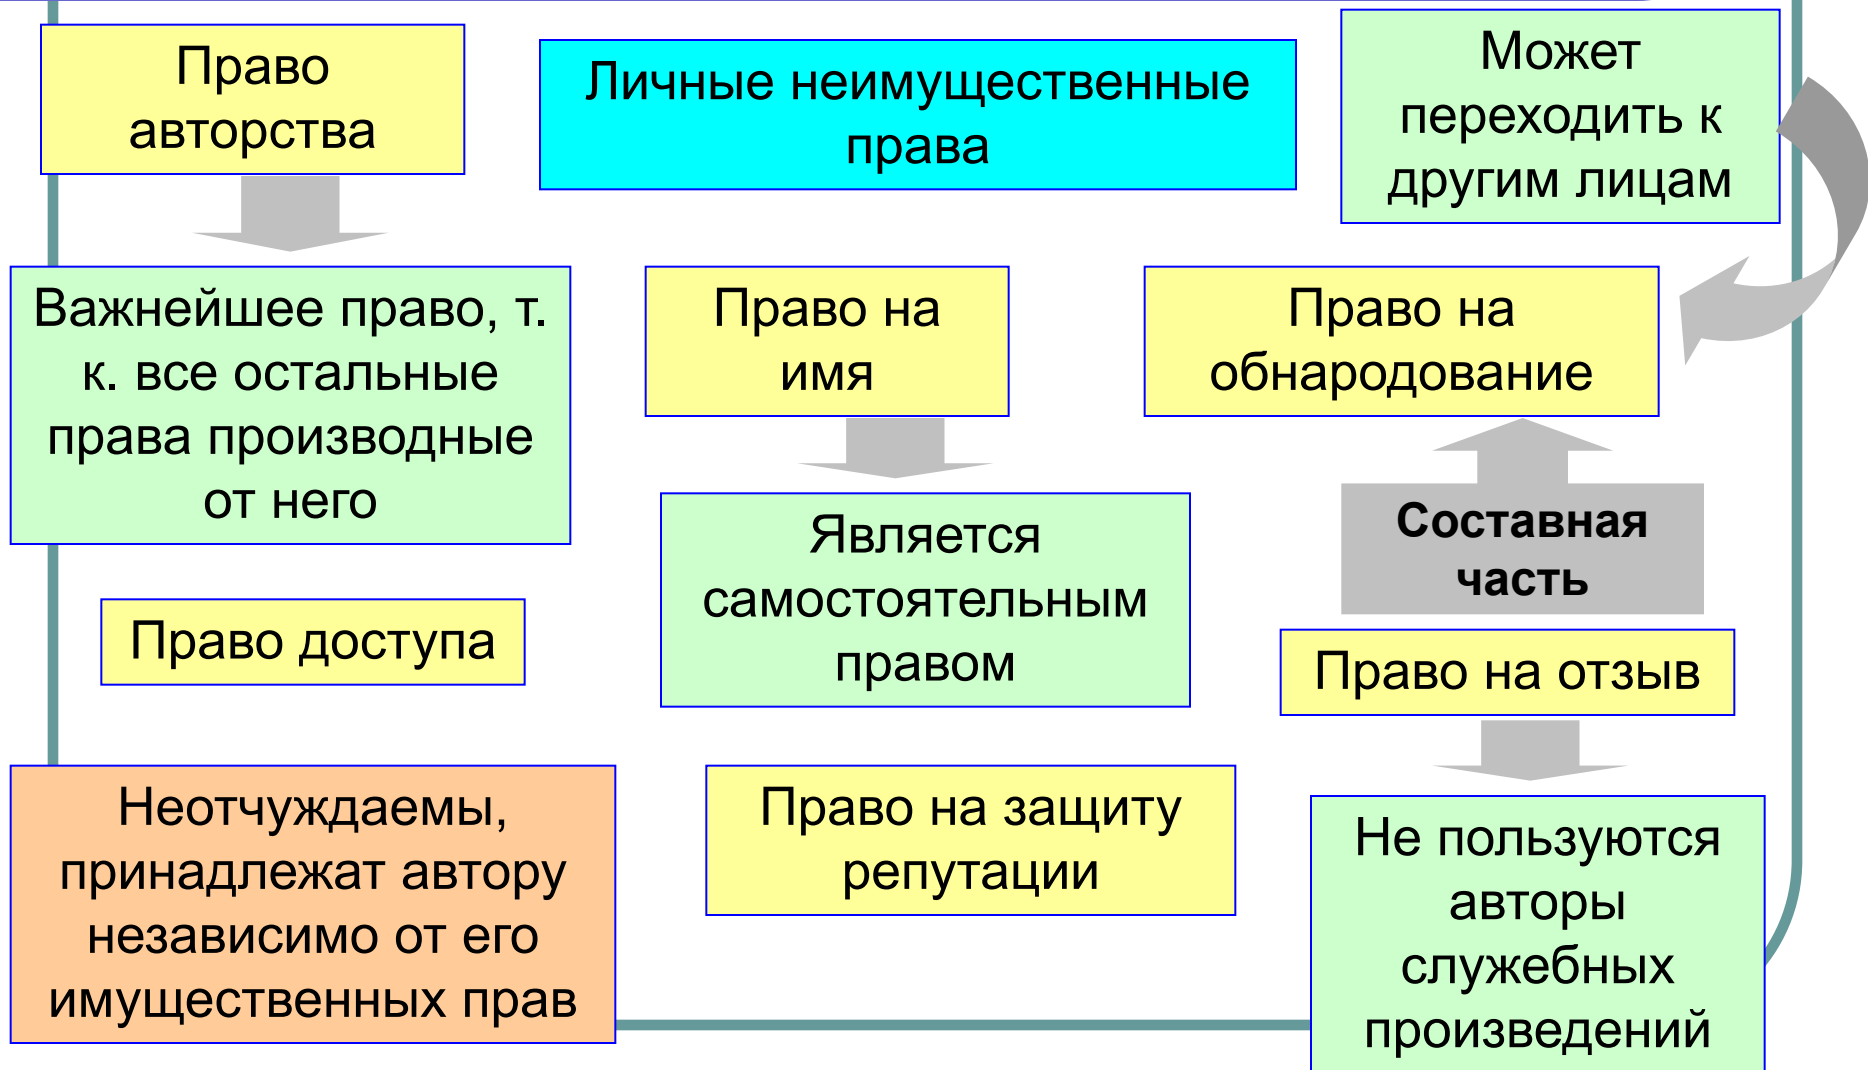 Право
авторства
Личные неимущественные
права
Может
переходить к
другим лицам
Важнейшее право, т.
к. все остальные
права производные
от него
Право на
имя
Право на
обнародование
Является
самостоятельным
правом
Составная
часть
Право доступа
Право на отзыв
Неотчуждаемы,
принадлежат автору
независимо от его
имущественных прав
Право на защиту
репутации
Не пользуются
авторы
служебных
произведений